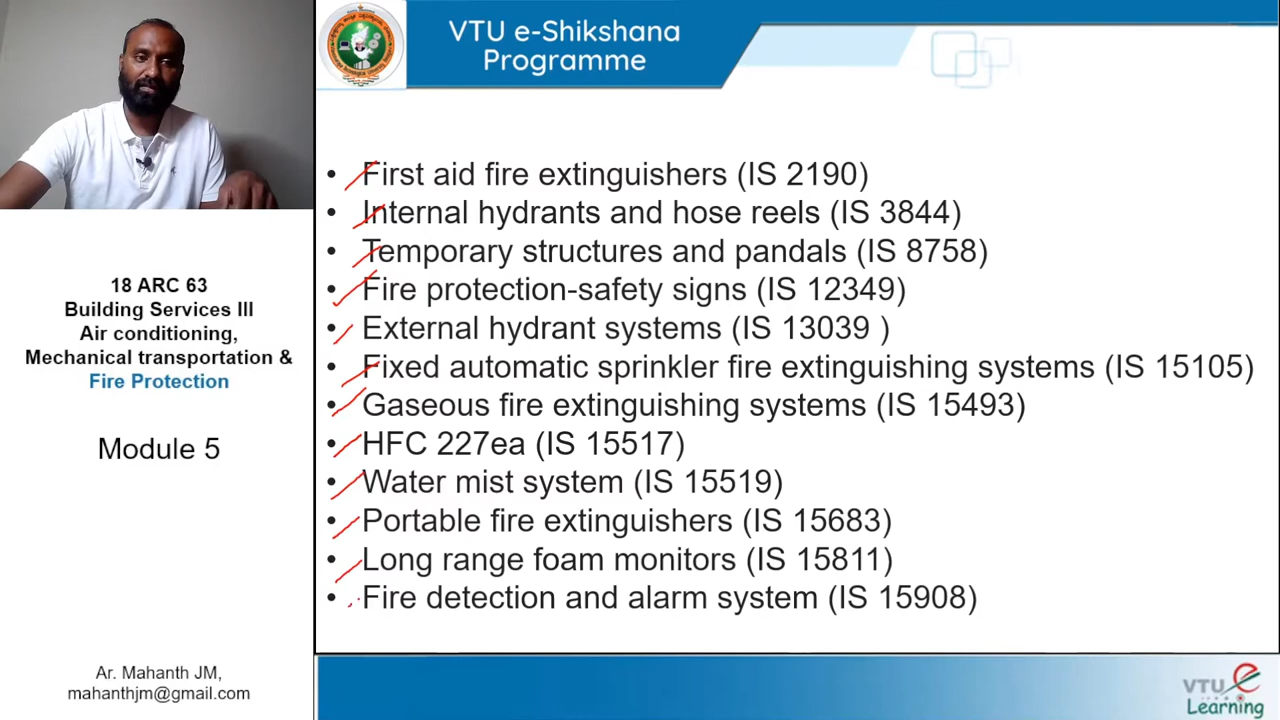 VTU e-Shikshana
Programme
• First aid fire extinguishers (IS 2190)
• Internal hydrants and hose reels (IS 3844)
• Temporary structures and pandals (IS 8758)
• Fire protection-safety signs (IS 12349)
• External hydrant systems (IS 13039 )
• Fixed automatic sprinkler fire extinguishing systems (IS 15105)
• Gaseous fire extinguishing systems (IS 15493)
• HFC 227ea (IS 15517)
• Water mist system (IS 15519)
• Portable fire extinguishers (IS 15683)
• Long range foam monitors (IS 15811)
• Fire detection and alarm system (IS 15908)
18 ARC 63
Building Services III
Air conditioning,
Mechanical transportation &
Fire Protection
Module 5
Ar. Mahanth JM,
mahanthjm@gmail.com
VTU e
Learning